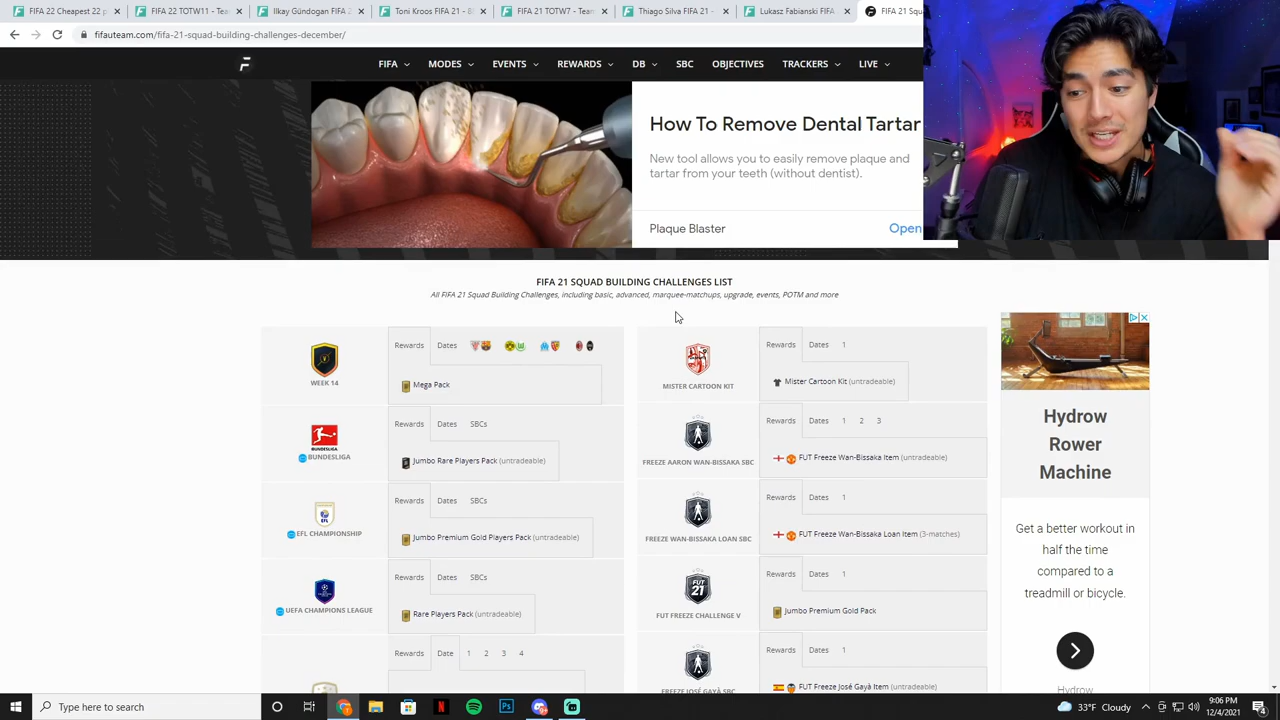 FIFA 22 Cheapest 22 p
FIFA 22 TOTW11 - Te
Ilkay Gündogan FIFA 2
Toni Kroos FIFA 21 - 8
FIFA 21 TOTW7 - Team
Thiago Silva FIFA 21 -
Lukasz Fabianski FIFA
FIFA 21 Squ
fifauteam.com/fifa-21-squad-building-challenges-december/
FIFA MODES EVENTS REWARDS DB SBC OBJECTIVES TRACKERS LIVE
How To Remove Dental Tartar
New tool allows you to easily remove plaque and
tartar from your teeth (without dentist).
Plaque Blaster
Open
FIFA 21 SQUAD BUILDING CHALLENGES LIST
All FIFA 21 Squad Building Challenges, including basic, advanced, marquee-matchups, upgrade, events, POTM and more
WEEK 14
Rewards Dates
Mega Pack
BUNDESLIGA
Rewards Dates SBCs
Jumbo Rare Players Pack (untradeable)
EFL CHAMPIONSHIP
Rewards Dates SBCs
Jumbo Premium Gold Players Pack (untradeable)
UEFA CHAMPIONS LEAGUE
Rewards Dates SBCs
Rare Players Pack (untradeable)
Rewards Date 1 2 3 4
MISTER CARTOON KIT
Rewards Dates 1
Mister Cartoon Kit (untradeable)
FREEZE AARON WAN-BISSAKA SBC
Rewards Dates 1 2 3
FUT Freeze Wan-Bissaka Item (untradeable)
FREEZE WAN-BISSAKA LOAN SBC
Rewards Dates 1
FUT Freeze Wan-Bissaka Loan Item (3-matches)
FUT
21
FUT FREEZE CHALLENGE V
Rewards Dates 1
Jumbo Premium Gold Pack
FREEZE JOSÉ GAYÀ SBC
Rewards Dates 1
FUT Freeze José Gayà Item (untradeable)
Hydrow
Rower
Machine
Get a better workout in
half the time
compared to a
treadmill or bicycle.
Hydrow
Type here to search
33°F Cloudy
9:06 PM
12/4/2021